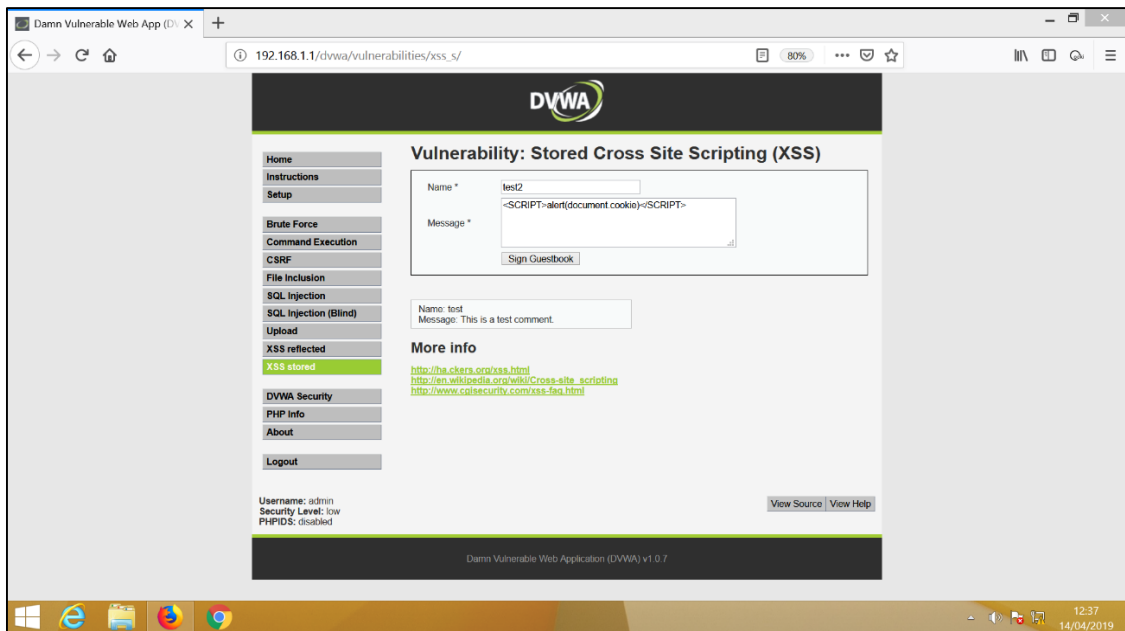 Damn Vulnerable Web App (DV
192.168.1.1/dvwa/vulnerabilities/xss_s/
80%
DVWA
Home
Instructions
Setup
Brute Force
Command Execution
CSRF
File Inclusion
SQL Injection
SQL Injection (Blind)
Upload
XSS reflected
XSS stored
DVWA Security
PHP Info
About
Logout
Vulnerability: Stored Cross Site Scripting (XSS)
Name * test2
Message * <SCRIPT>alert(document.cookie)</SCRIPT>
Sign Guestbook
Name: test
Message: This is a test comment.
More info
http://ha.ckers.org/xss.html
http://en.wikipedia.org/wiki/Cross-site_scripting
http://www.cgisecurity.com/xss-faq.html
Username: admin
Security Level: low
PHPIDS: disabled
View Source View Help
Damn Vulnerable Web Application (DVWA) v1.0.7
12:37
14/04/2019